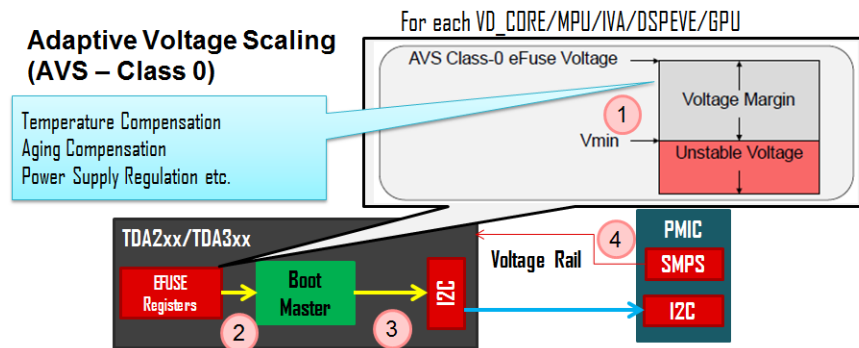 For each VD_CORE/MPU/IVA/DSPEVE/GPU
Adaptive Voltage Scaling
(AVS – Class 0)
AVS Class-0 eFuse Voltage
Voltage Margin
1
Vmin
Unstable Voltage
Temperature Compensation
Aging Compensation
Power Supply Regulation etc.
TDA2xx/TDA3xx
EFUSE
Registers
Boot
Master
I2C
2
3
Voltage Rail
4
PMIC
SMPS
I2C